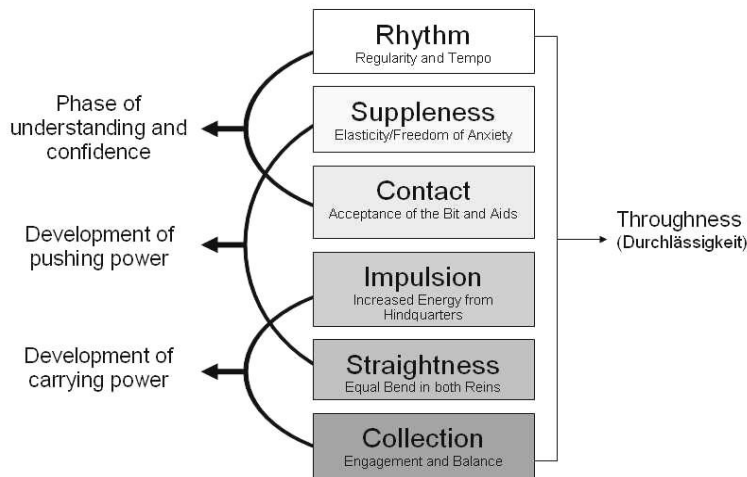 Rhythm
Regularity and Tempo
Suppleness
Elasticity/Freedom of Anxiety
Contact
Acceptance of the Bit and Aids
Impulsion
Increased Energy from
Hindquarters
Straightness
Equal Bend in both Reins
Collection
Engagement and Balance
Phase of
understanding and
confidence
Development of
pushing power
Development of
carrying power
Throughness
(Durchlässigkeit)